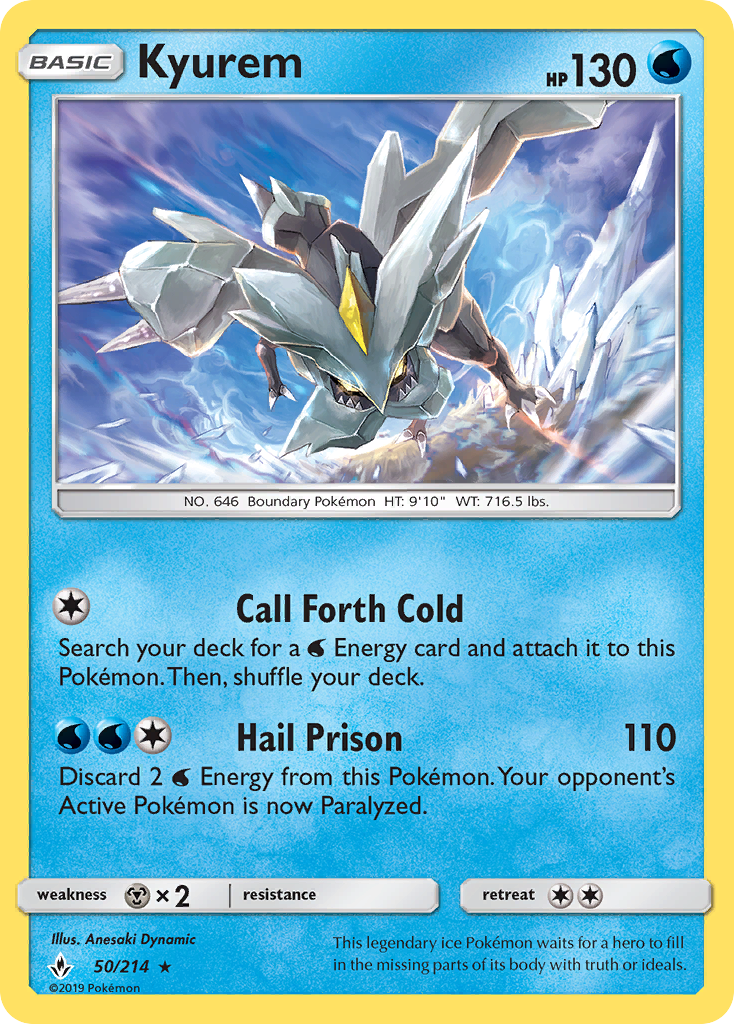 BASIC Kyurem HP 130
NO. 646 Boundary Pokémon HT: 9'10" WT: 716.5 lbs.
Call Forth Cold
Search your deck for a Energy card and attach it to this
Pokémon. Then, shuffle your deck.
Hail Prison 110
Discard 2 Energy from this Pokémon. Your opponent's
Active Pokémon is now Paralyzed.
weakness ×2 resistance retreat
Illus. Anesaki Dynamic
50/214 ★
©2019 Pokémon
This legendary ice Pokémon waits for a hero to fill
in the missing parts of its body with truth or ideals.